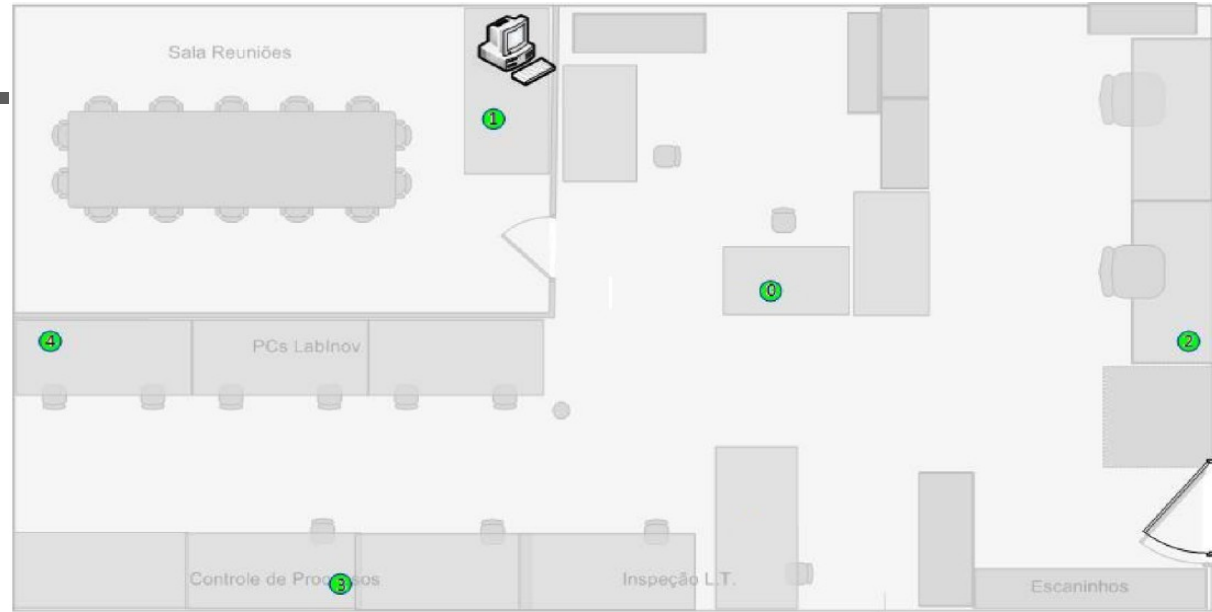 Sala Reuniões
1
0
4
PCs LabInov
2
Controle de Processos
3
Inspeção L.T.
Escaninhos